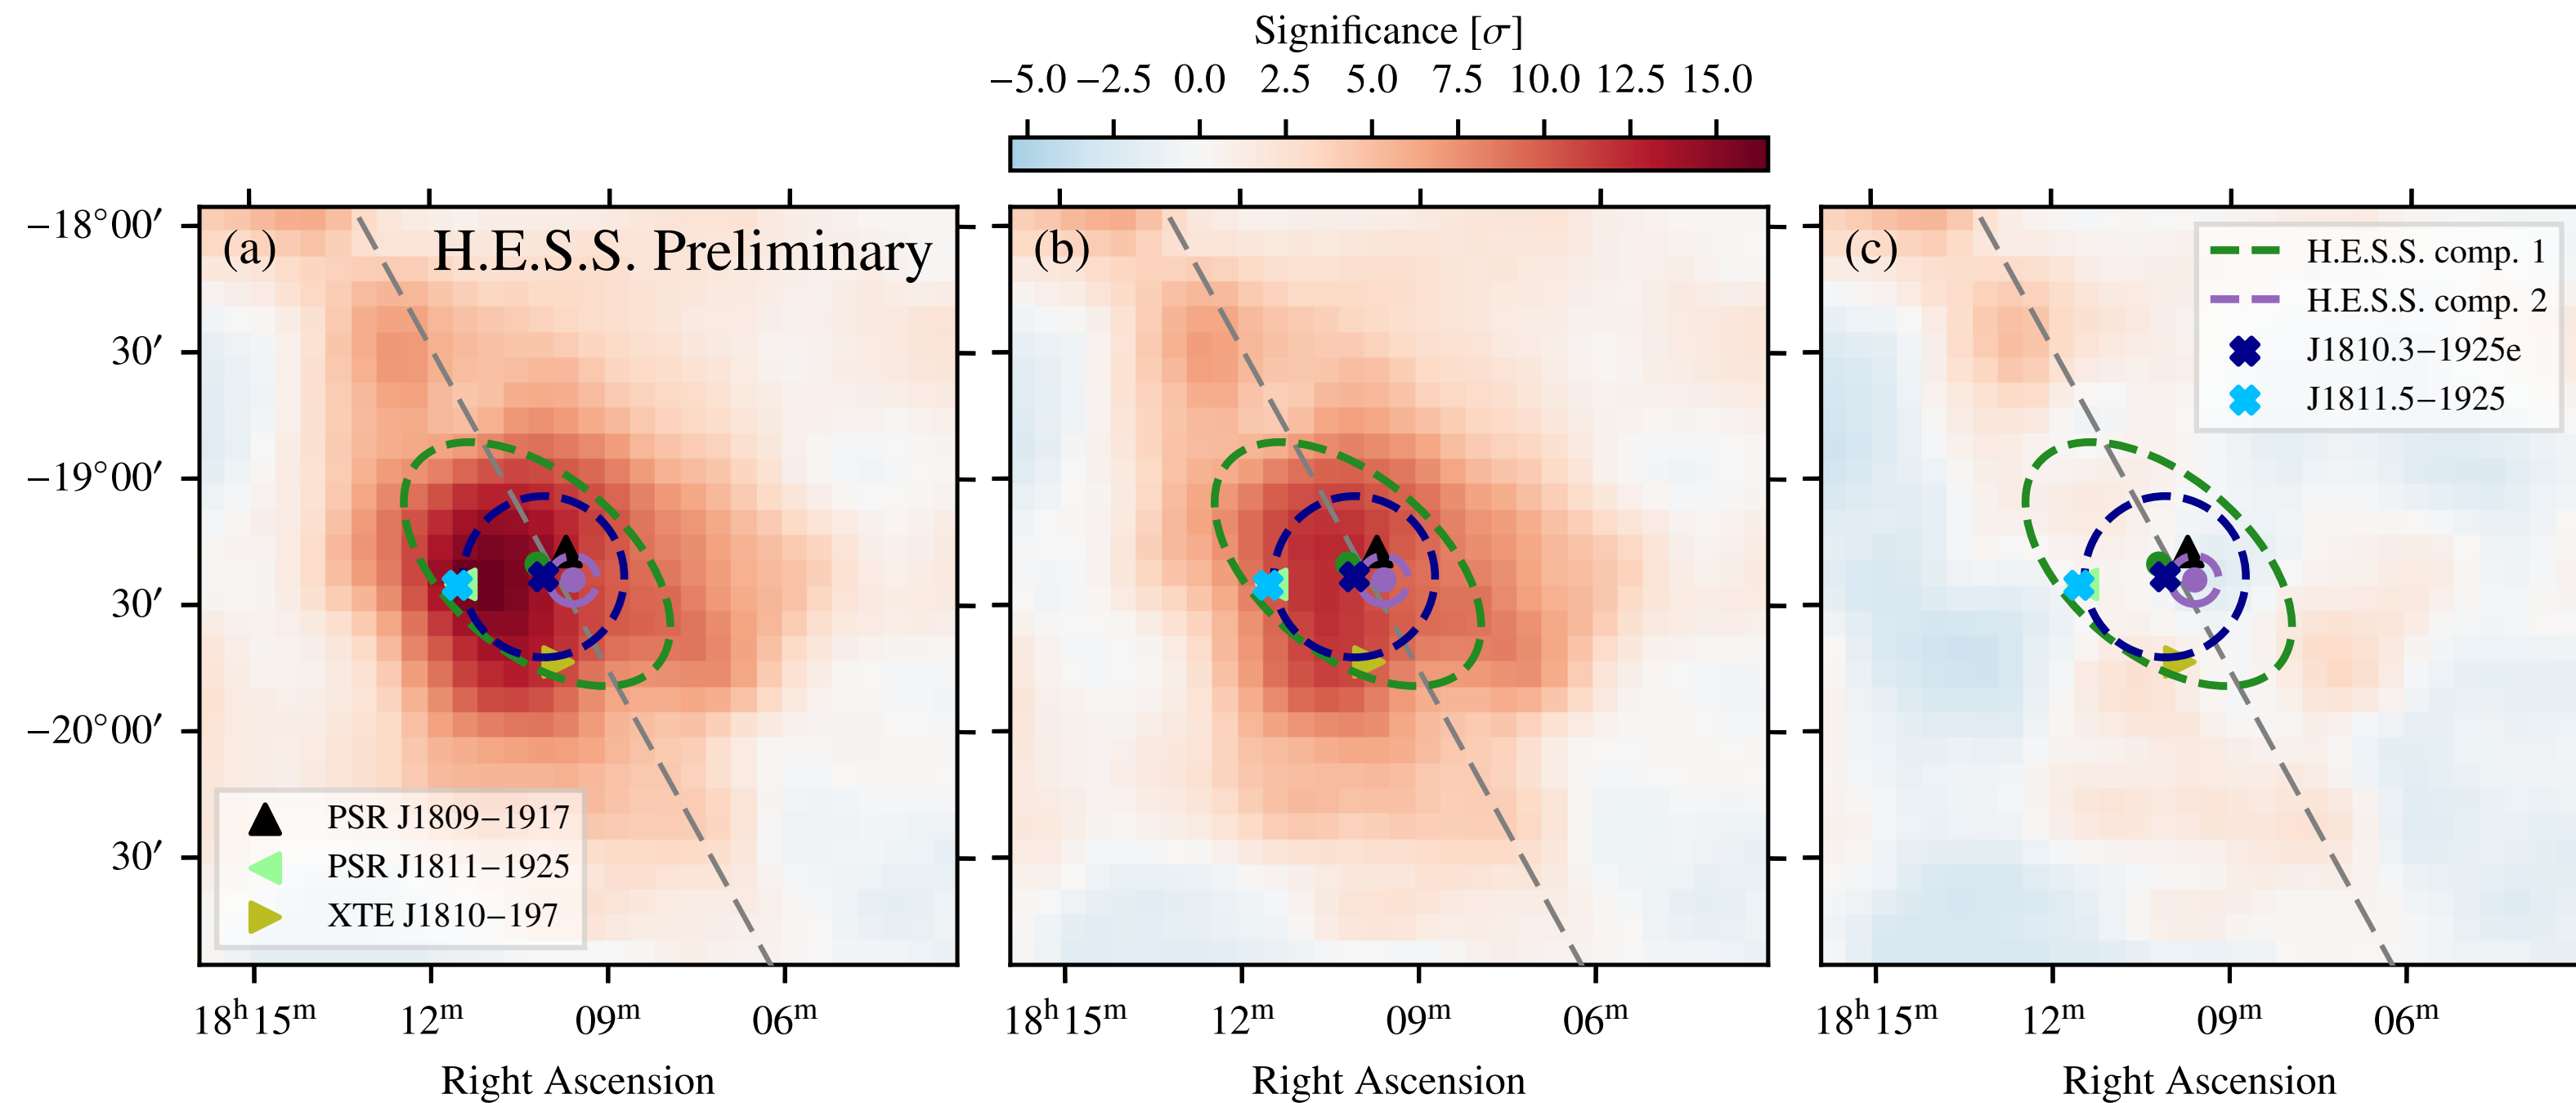 Significance [σ]
−5.0 −2.5 0.0 2.5 5.0 7.5 10.0 12.5 15.0
(a) H.E.S.S. Preliminary
(b)
(c)
H.E.S.S. comp. 1
H.E.S.S. comp. 2
J1810.3−1925e
J1811.5−1925
−18°00′
30′
−19°00′
30′
−20°00′
30′
PSR J1809−1917
PSR J1811−1925
XTE J1810−197
18ʰ15ᵐ 12ᵐ 09ᵐ 06ᵐ
18ʰ15ᵐ 12ᵐ 09ᵐ 06ᵐ
18ʰ15ᵐ 12ᵐ 09ᵐ 06ᵐ
Right Ascension
Right Ascension
Right Ascension